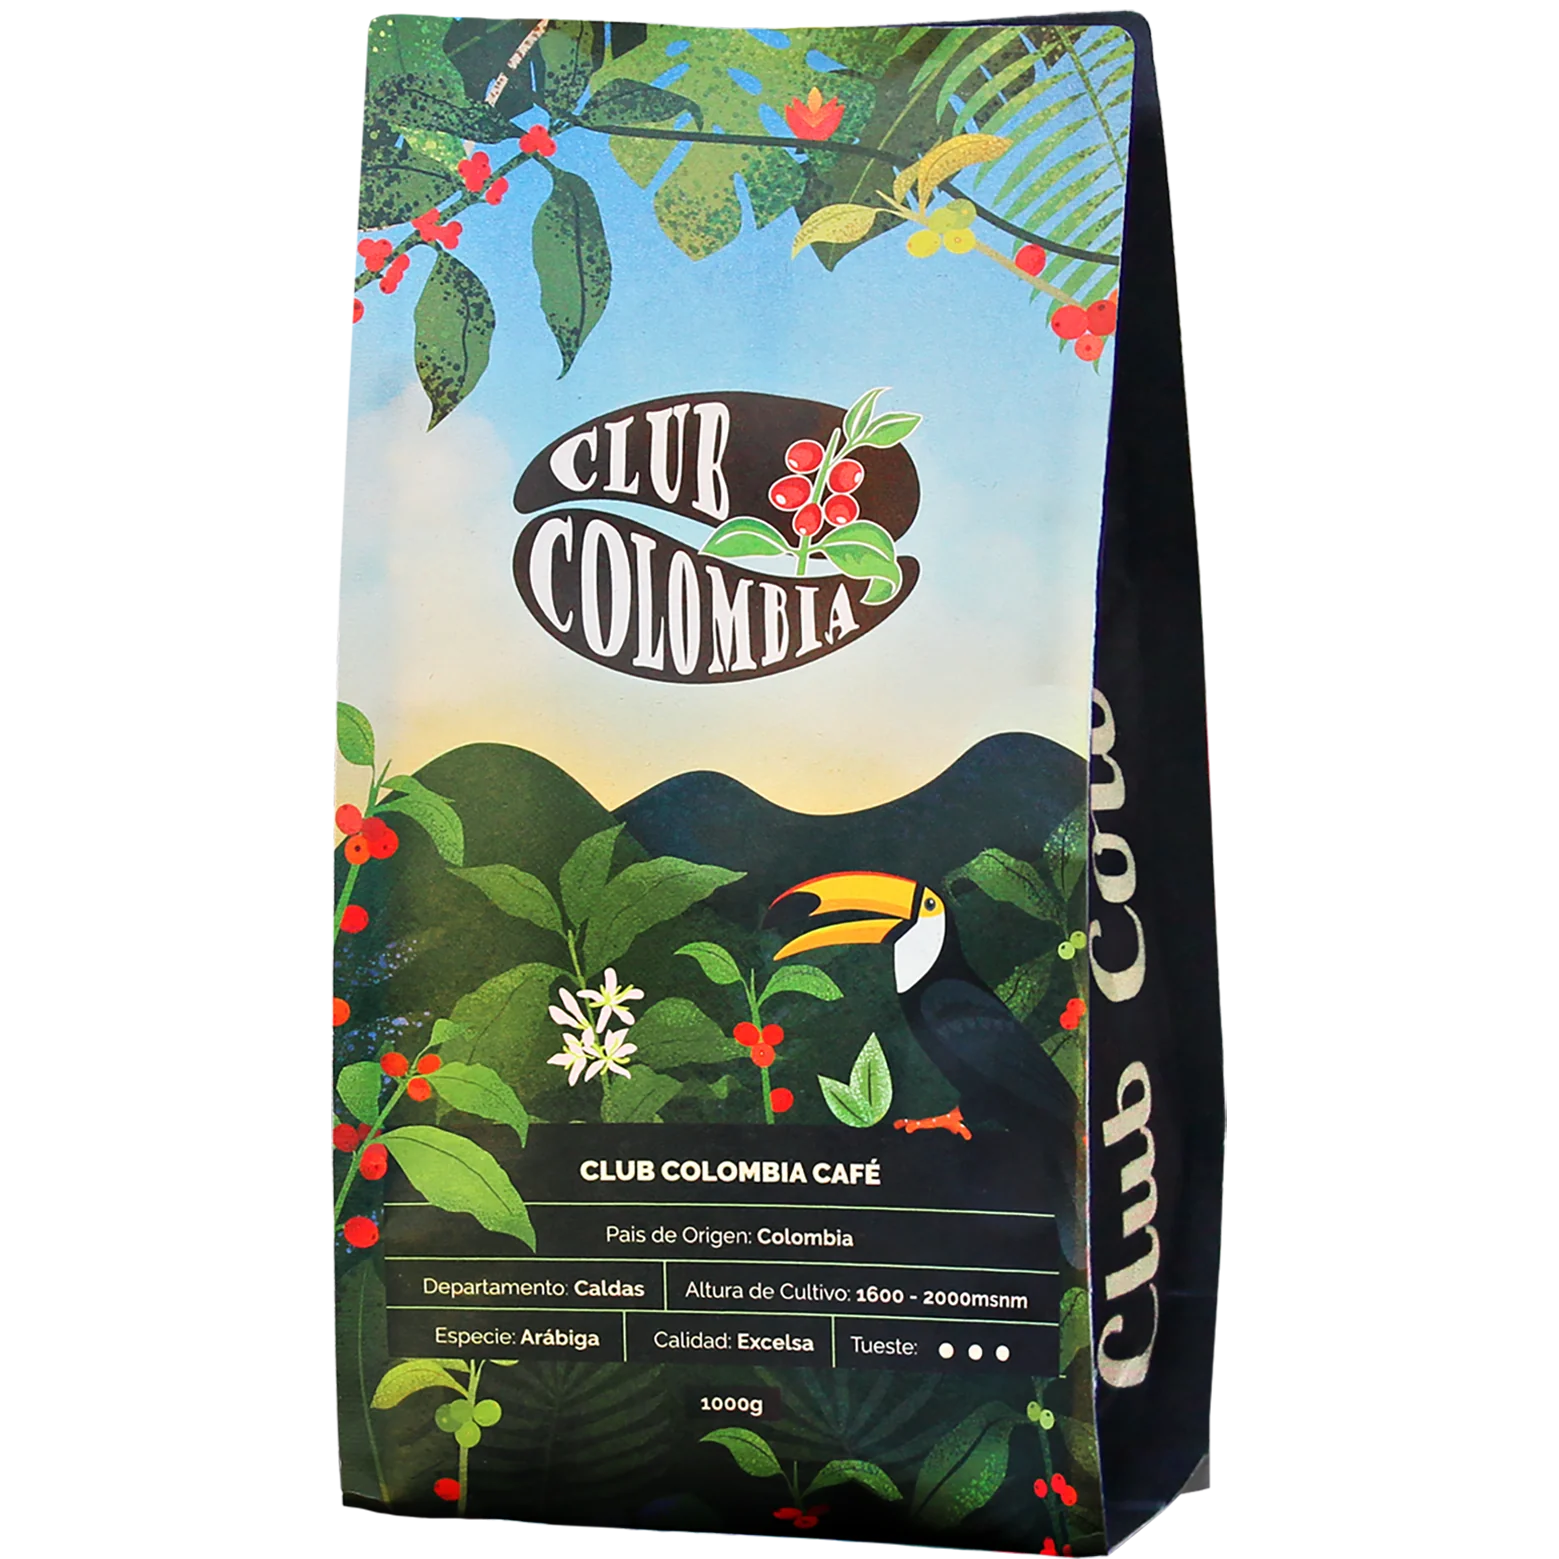 CLUB
COLOMBIA
CLUB COLOMBIA CAFÉ
Pais de Origen: Colombia
Departamento: Caldas
Altura de Cultivo: 1600 - 2000msnm
Especie: Arábiga
Calidad: Excelsa
Tueste:
1000g
Club